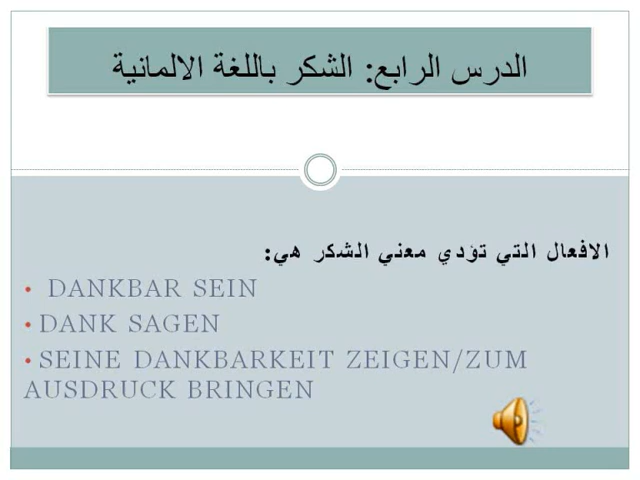 الدرس الرابع: الشكر باللغة الالمانية
الافعال التي تؤدي معني الشكر هي:
• DANKBAR SEIN
• DANK SAGEN
• SEINE DANKBARKEIT ZEIGEN/ZUM
AUSDRUCK BRINGEN